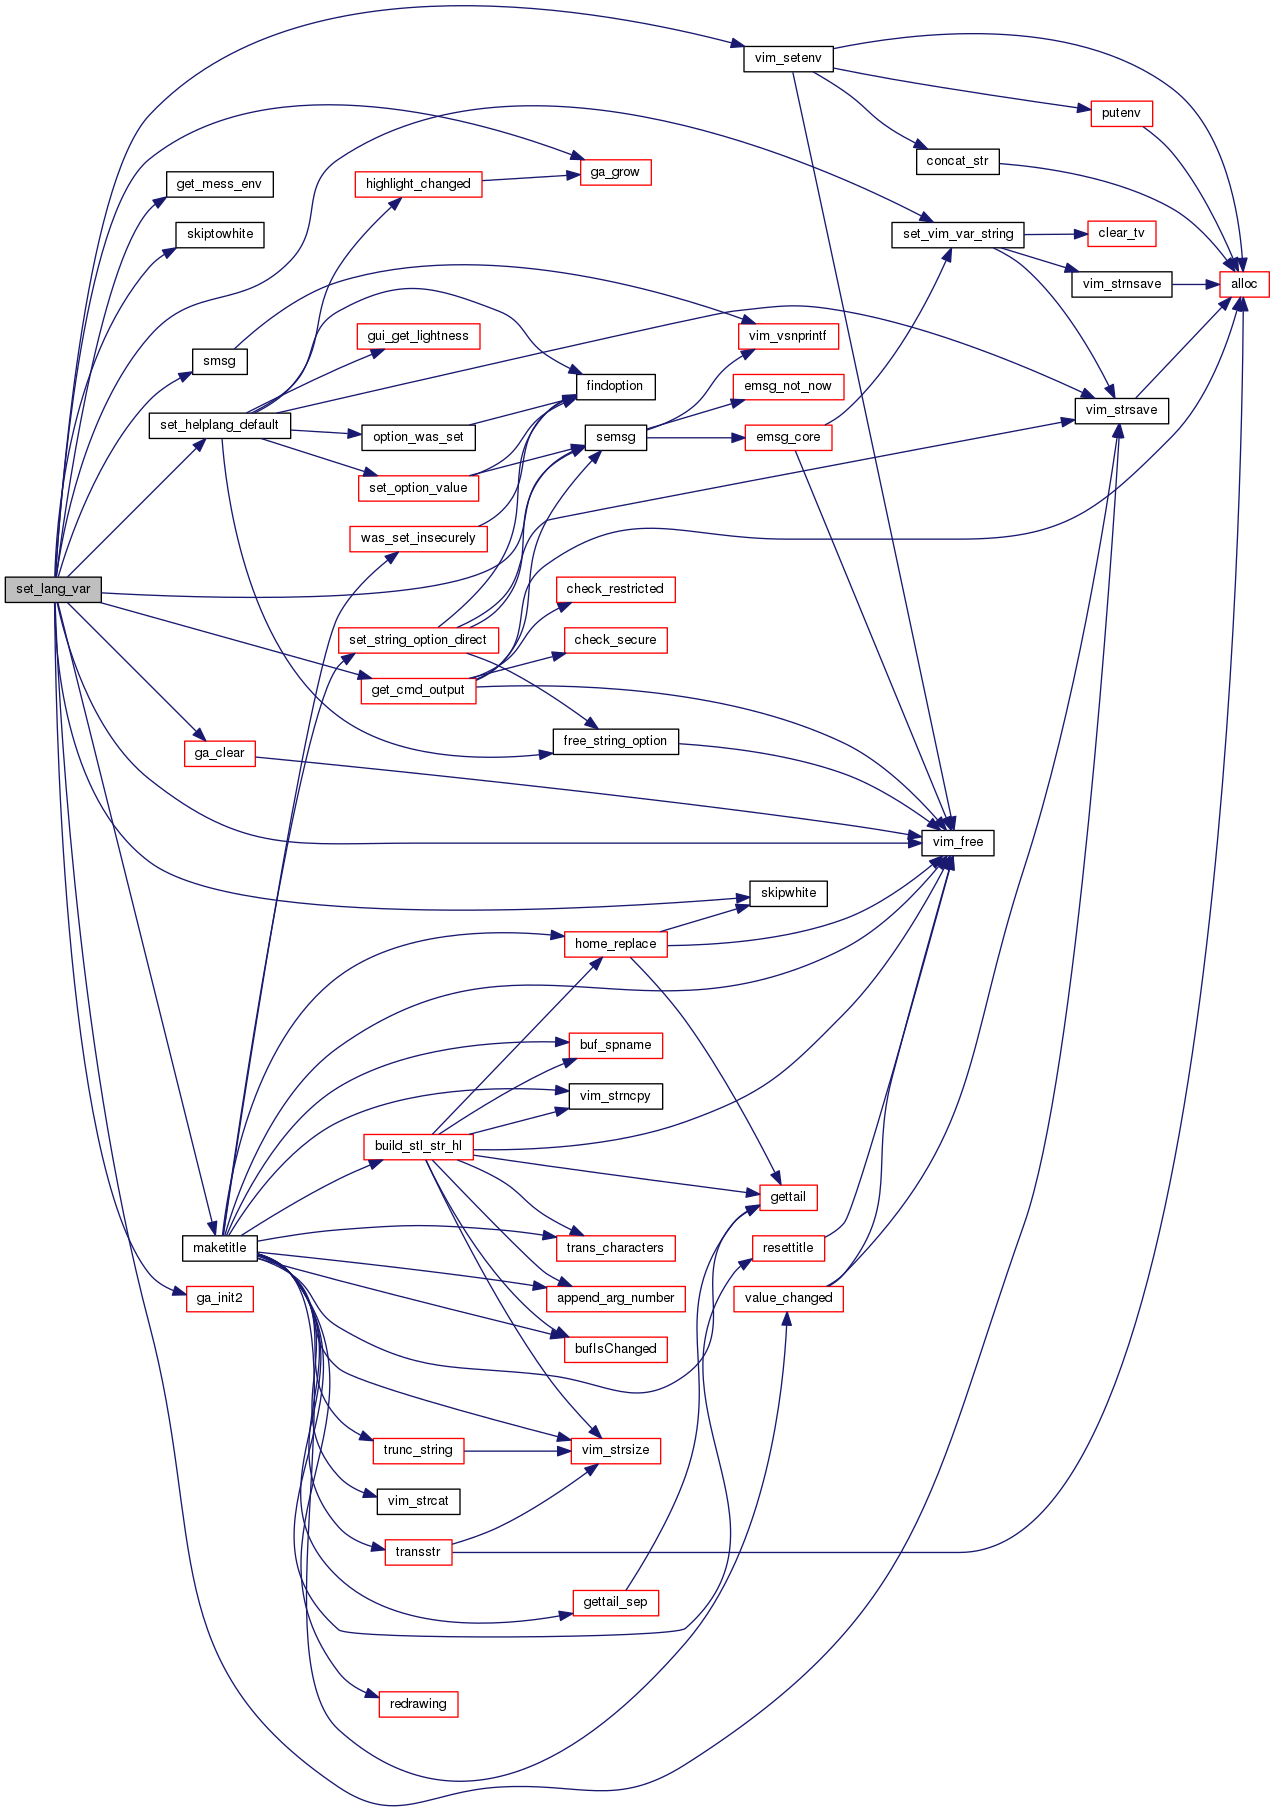 vim_setenv
putenv
concat_str
ga_grow
get_mess_env
highlight_changed
skiptowhite
set_vim_var_string
clear_tv
vim_strnsave
alloc
gui_get_lightness
vim_vsnprintf
smsg
findoption
emsg_not_now
vim_strsave
set_helplang_default
option_was_set
semsg
emsg_core
set_option_value
was_set_insecurely
set_lang_var
check_restricted
set_string_option_direct
check_secure
get_cmd_output
free_string_option
ga_clear
vim_free
skipwhite
home_replace
buf_spname
vim_strncpy
build_stl_str_hl
gettail
maketitle
trans_characters
resettitle
ga_init2
append_arg_number
value_changed
bufIsChanged
trunc_string
vim_strsize
vim_strcat
transstr
gettail_sep
redrawing